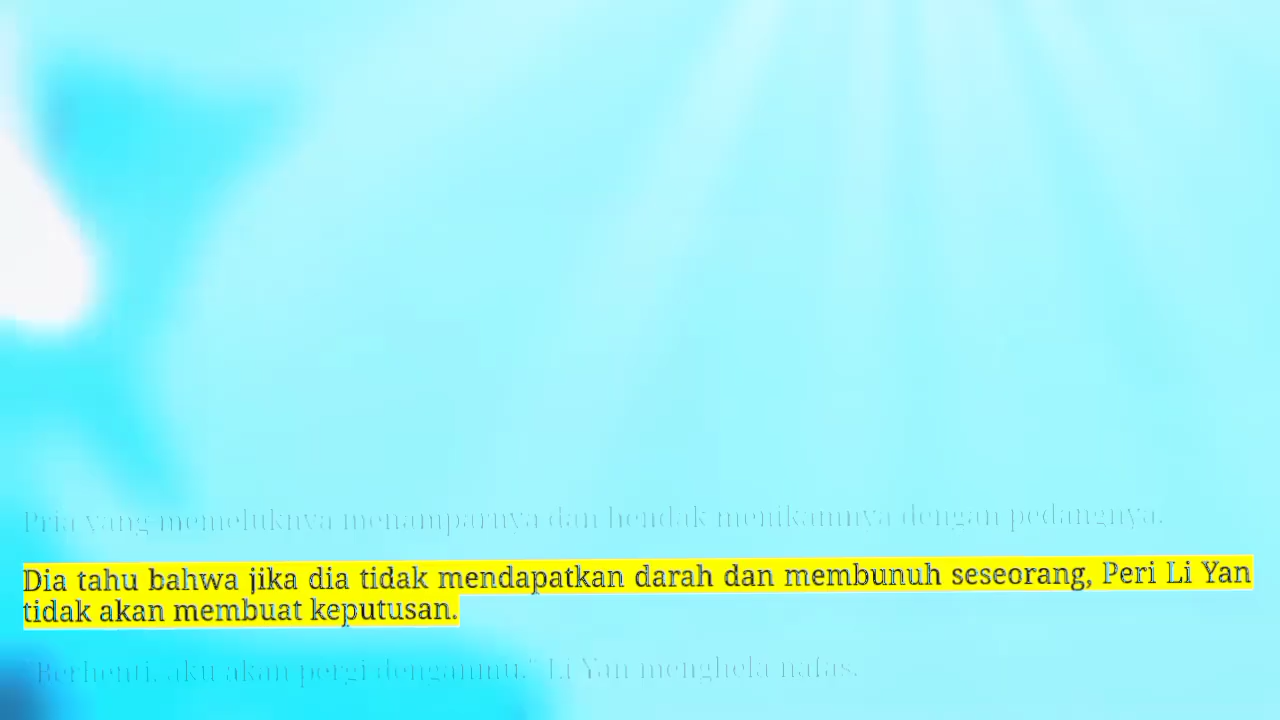 Pria yang memeluknya menamparnya dan hendak menikamnya dengan pedangnya.
Dia tahu bahwa jika dia tidak mendapatkan darah dan membunuh seseorang, Peri Li Yan
tidak akan membuat keputusan.
"Berhenti, aku akan pergi denganmu." Li Yan menghela nafas.